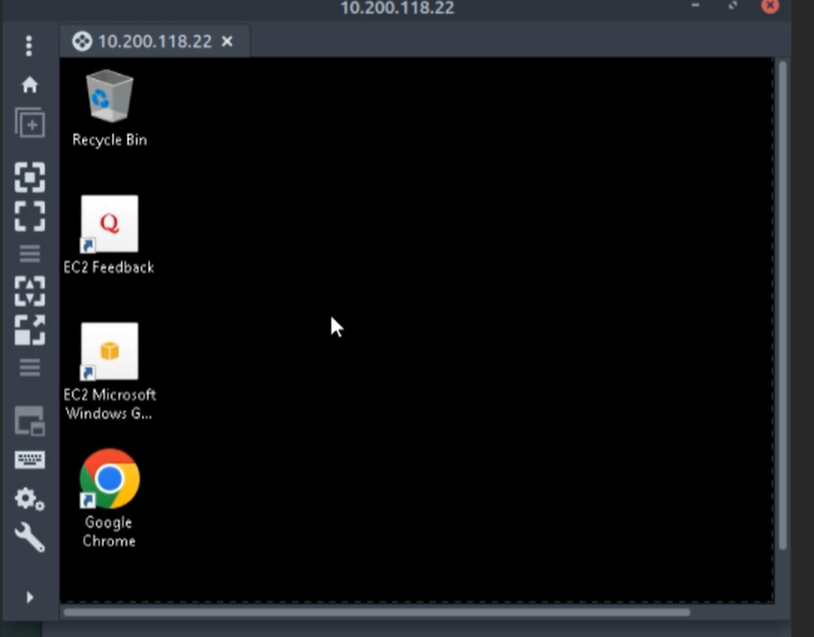 10.200.118.22
10.200.118.22
Recycle Bin
Q
EC2 Feedback
EC2 Microsoft
Windows G...
Google
Chrome